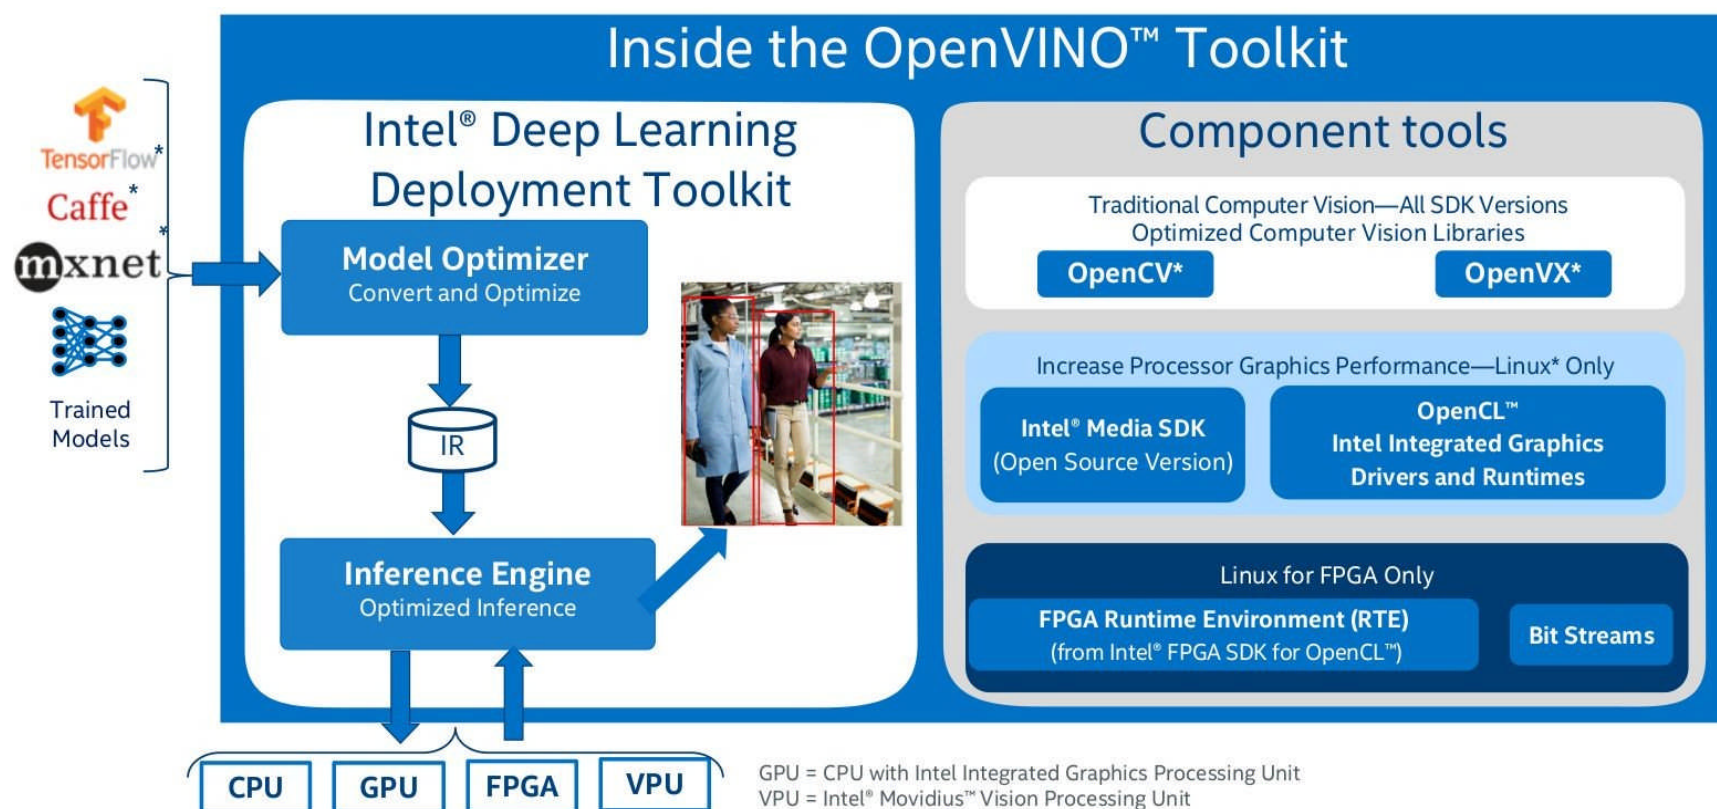 Inside the OpenVINO™ Toolkit
TensorFlow*
Caffe*
mxnet*
Trained
Models
Intel® Deep Learning
Deployment Toolkit
Model Optimizer
Convert and Optimize
IR
Inference Engine
Optimized Inference
Component tools
Traditional Computer Vision—All SDK Versions
Optimized Computer Vision Libraries
OpenCV*
OpenVX*
Increase Processor Graphics Performance—Linux* Only
Intel® Media SDK
(Open Source Version)
OpenCL™
Intel Integrated Graphics
Drivers and Runtimes
Linux for FPGA Only
FPGA Runtime Environment (RTE)
(from Intel® FPGA SDK for OpenCL™)
Bit Streams
CPU
GPU
FPGA
VPU
GPU = CPU with Intel Integrated Graphics Processing Unit
VPU = Intel® Movidius™ Vision Processing Unit